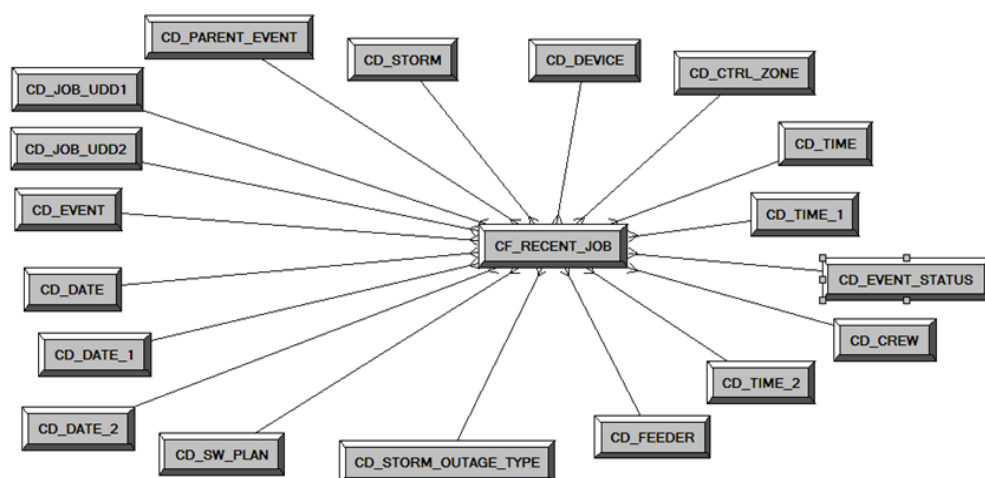 CD_PARENT_EVENT
CD_STORM
CD_DEVICE
CD_CTRL_ZONE
CD_JOB_UDD1
CD_JOB_UDD2
CD_TIME
CD_EVENT
CD_TIME_1
CF_RECENT_JOB
CD_DATE
CD_EVENT_STATUS
CD_DATE_1
CD_CREW
CD_TIME_2
CD_DATE_2
CD_SW_PLAN
CD_STORM_OUTAGE_TYPE
CD_FEEDER